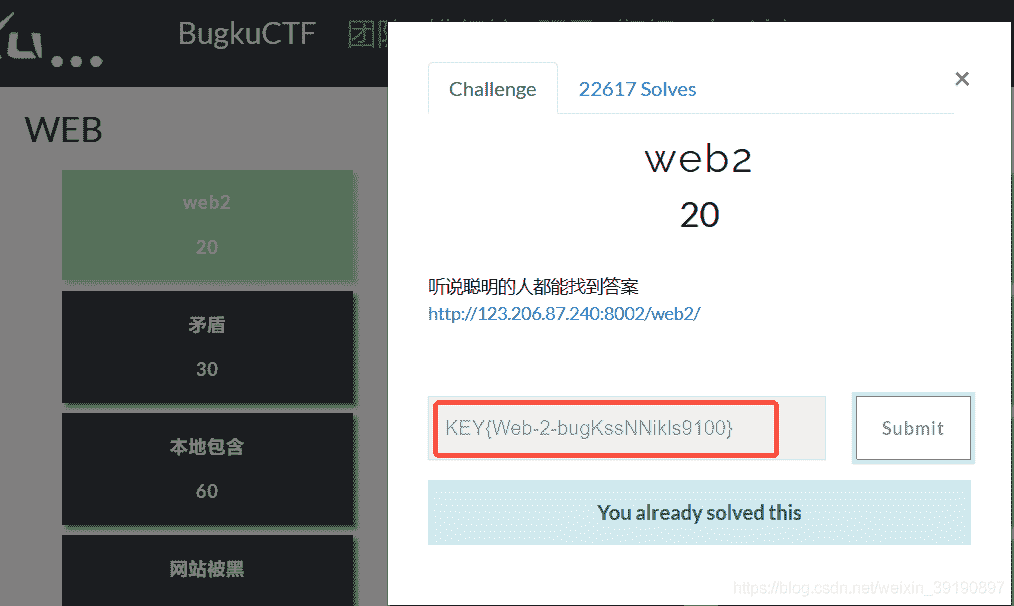 BugkuCTF
WEB
web2
20
矛盾
30
本地包含
60
网站被黑
Challenge
22617 Solves
×
web2
20
听说聪明的人都能找到答案
http://123.206.87.240:8002/web2/
KEY{Web-2-bugKssNNikls9100}
Submit
You already solved this
https://blog.csdn.net/weixin_39190897